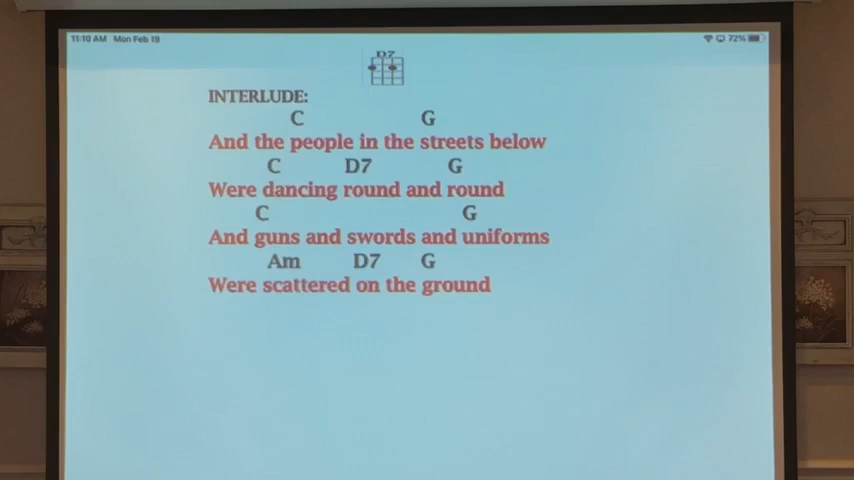 11:10 AM Mon Feb 19
72%
D7
INTERLUDE:
C G
And the people in the streets below
C D7 G
Were dancing round and round
C G
And guns and swords and uniforms
Am D7 G
Were scattered on the ground